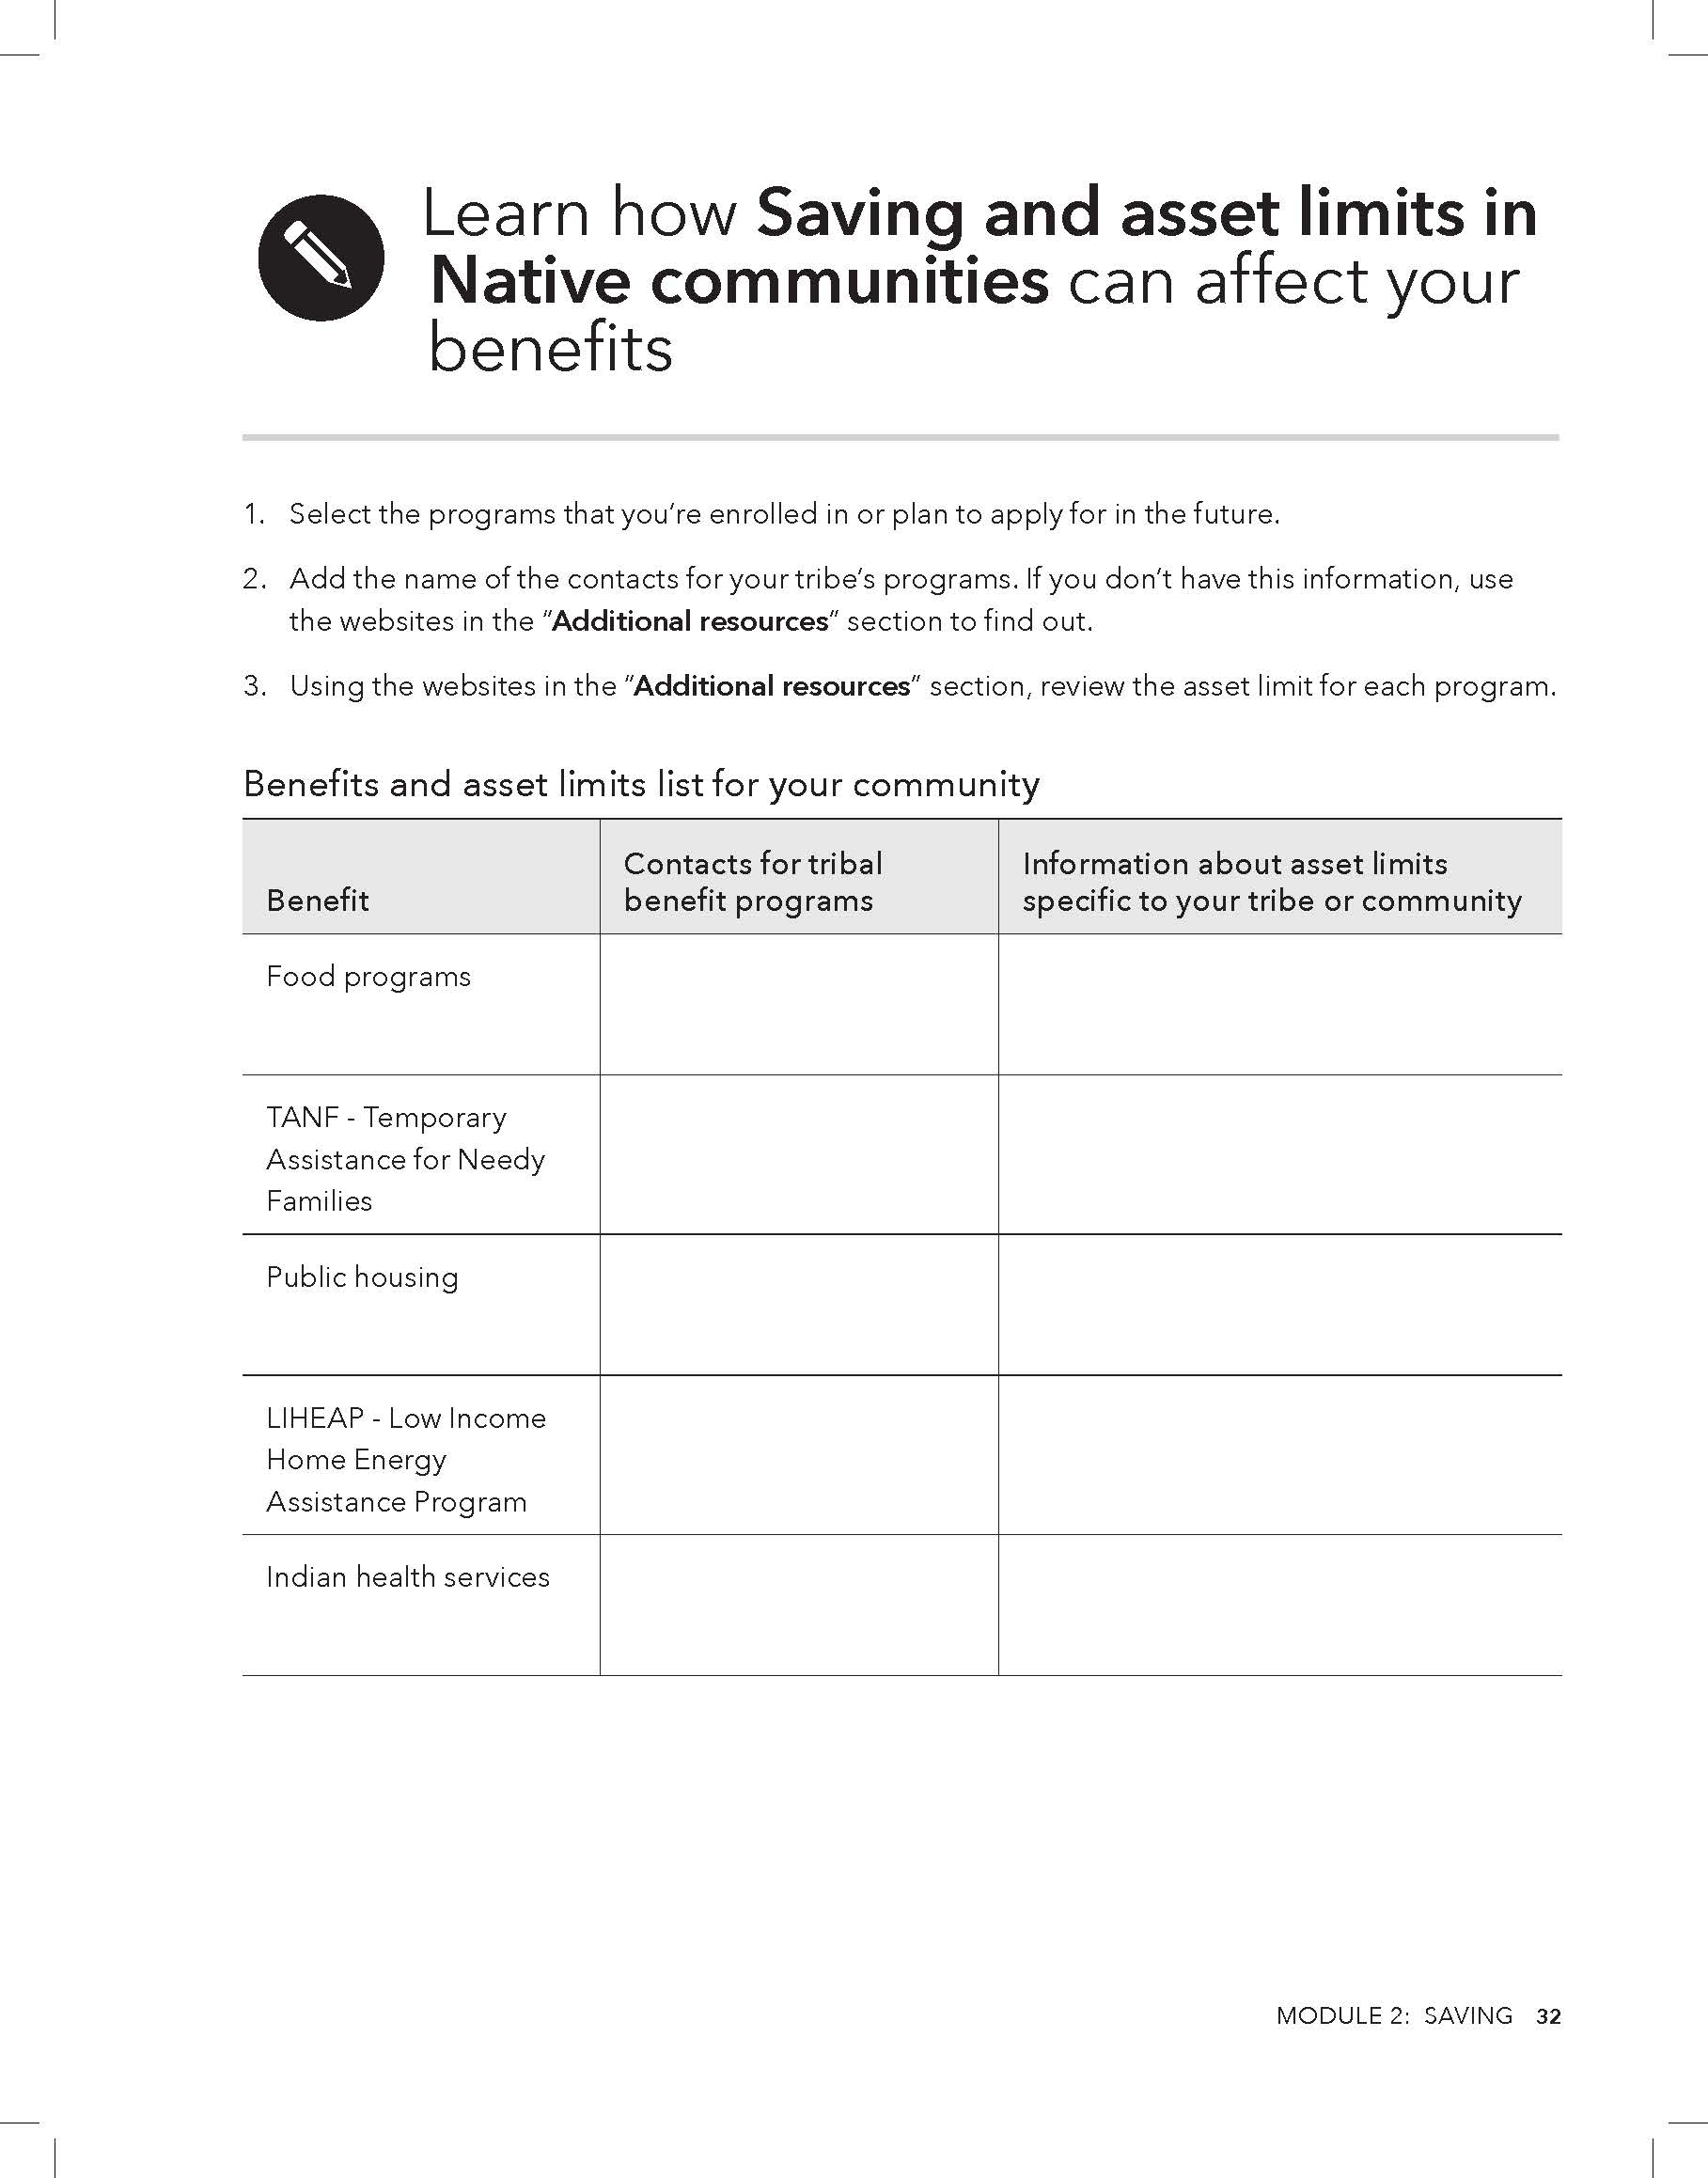 Learn how Saving and asset limits in
Native communities can affect your
benefits
1. Select the programs that you’re enrolled in or plan to apply for in the future.
2. Add the name of the contacts for your tribe’s programs. If you don’t have this information, use
the websites in the “Additional resources” section to find out.
3. Using the websites in the “Additional resources” section, review the asset limit for each program.
Benefits and asset limits list for your community
Benefit
Contacts for tribal
benefit programs
Information about asset limits
specific to your tribe or community
Food programs
TANF - Temporary
Assistance for Needy
Families
Public housing
LIHEAP - Low Income
Home Energy
Assistance Program
Indian health services
MODULE 2: SAVING 32